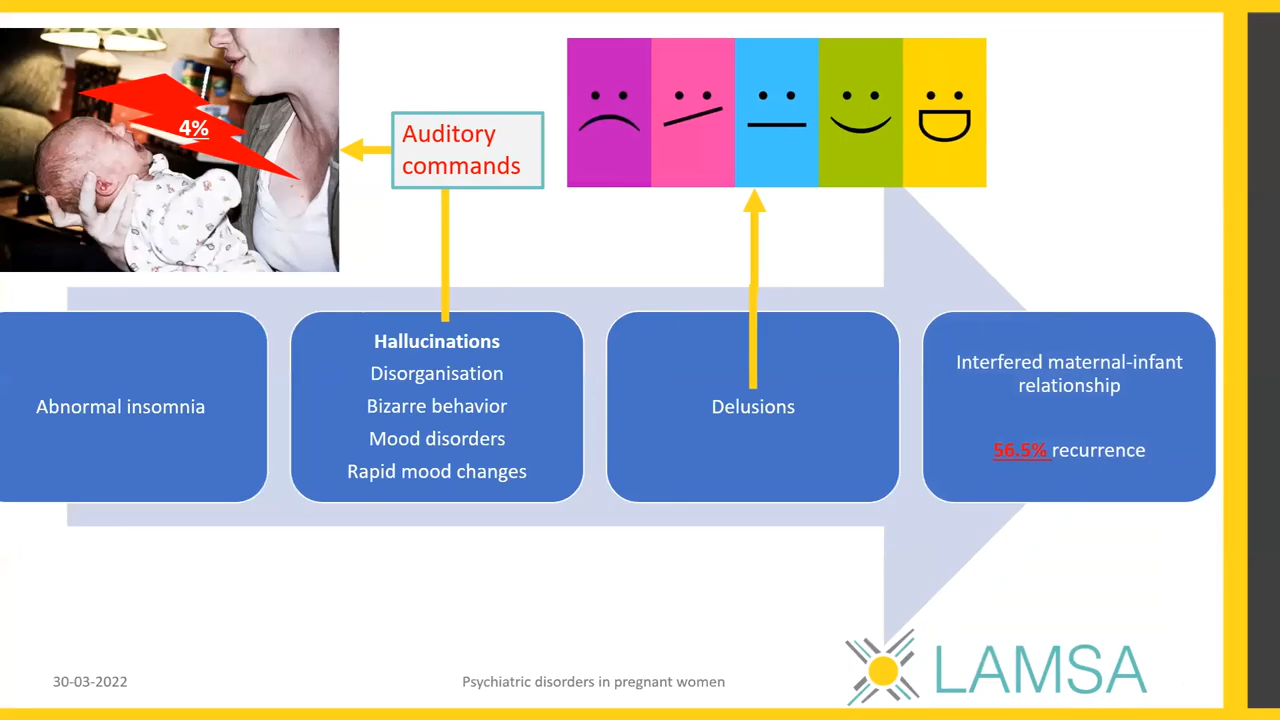 4%
Auditory
commands
Abnormal insomnia
Hallucinations
Disorganisation
Bizarre behavior
Mood disorders
Rapid mood changes
Delusions
Interfered maternal-infant
relationship
56.5% recurrence
30-03-2022
Psychiatric disorders in pregnant women
LAMSA